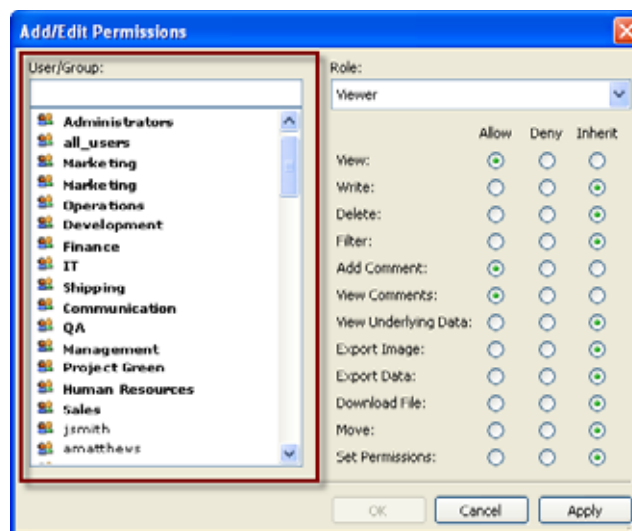 Add/Edit Permissions
User/Group:
Administrators
all_users
Marketing
Marketing
Operations
Development
Finance
IT
Shipping
Communication
QA
Management
Project Green
Human Resources
Sales
jsmith
amatthews
Role:
Viewer
Allow Deny Inherit
View:
Write:
Delete:
Filter:
Add Comment:
View Comments:
View Underlying Data:
Export Image:
Export Data:
Download File:
Move:
Set Permissions:
OK Cancel Apply